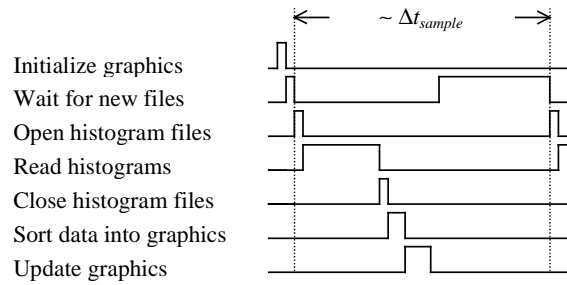 ~ Δt_sample
Initialize graphics
Wait for new files
Open histogram files
Read histograms
Close histogram files
Sort data into graphics
Update graphics